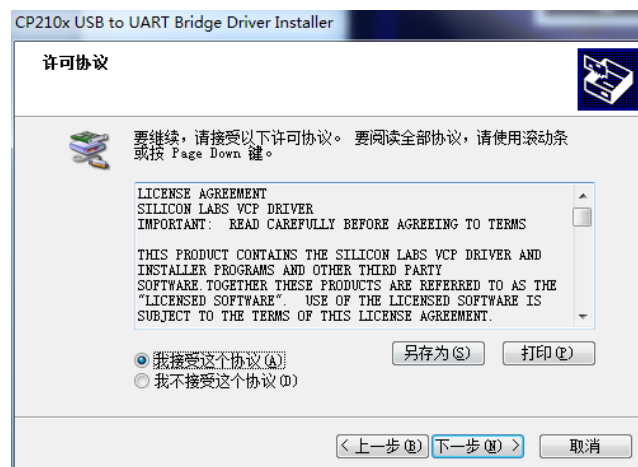 CP210x USB to UART Bridge Driver Installer
许可协议
要继续，请接受以下许可协议。 要阅读全部协议，请使用滚动条
或按 Page Down 键。
LICENSE AGREEMENT
SILICON LABS VCP DRIVER
IMPORTANT:  READ CAREFULLY BEFORE AGREEING TO TERMS
THIS PRODUCT CONTAINS THE SILICON LABS VCP DRIVER AND
INSTALLER PROGRAMS AND OTHER THIRD PARTY
SOFTWARE.TOGETHER THESE PRODUCTS ARE REFERRED TO AS THE
"LICENSED SOFTWARE".  USE OF THE LICENSED SOFTWARE IS
SUBJECT TO THE TERMS OF THIS LICENSE AGREEMENT.
我接受这个协议(A)
另存为(S)
打印(P)
我不接受这个协议(D)
<上一步(B)
下一步(N) >
取消